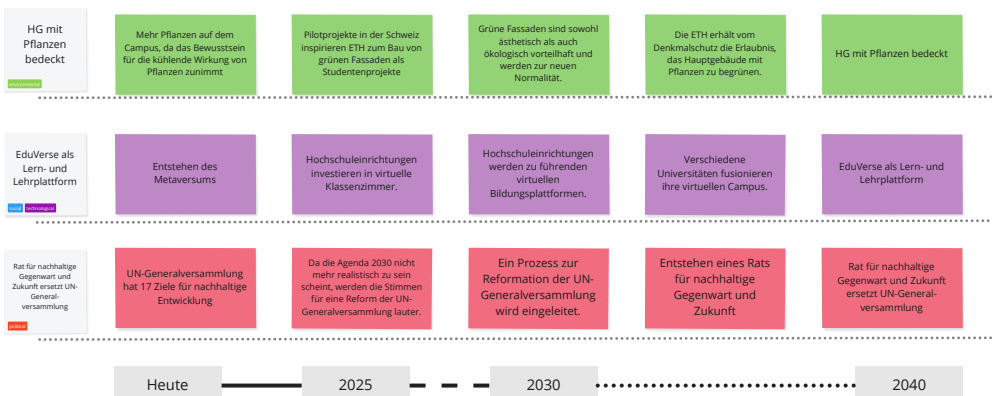 HG mit
Pflanzen
bedeckt
environmental
Mehr Pflanzen auf dem
Campus, da das Bewusstsein
für die kühlende Wirkung von
Pflanzen zunimmt
Pilotprojekte in der Schweiz
inspirieren ETH zum Bau von
grünen Fassaden als
Studentenprojekte
Grüne Fassaden sind sowohl
ästhetisch als auch
ökologisch vorteilhaft und
werden zur neuen
Normalität.
Die ETH erhält vom
Denkmalschutz die Erlaubnis,
das Hauptgebäude mit
Pflanzen zu begrünen.
HG mit Pflanzen bedeckt
EduVerse als
Lern- und
Lehrplattform
social technological
Entstehen des
Metaversums
Hochschuleinrichtungen
investieren in virtuelle
Klassenzimmer.
Hochschuleinrichtungen
werden zu führenden
virtuellen
Bildungsplattformen.
Verschiedene
Universitäten fusionieren
ihre virtuellen Campus.
EduVerse als Lern- und
Lehrplattform
Rat für nachhaltige
Gegenwart und
Zukunft ersetzt UN-
General-
versammlung
political
UN-Generalversammlung
hat 17 Ziele für nachhaltige
Entwicklung
Da die Agenda 2030 nicht
mehr realistisch zu sein
scheint, werden die Stimmen
für eine Reform der UN-
Generalversammlung lauter.
Ein Prozess zur
Reformation der UN-
Generalversammlung
wird eingeleitet.
Entstehen eines Rats
für nachhaltige
Gegenwart und
Zukunft
Rat für nachhaltige
Gegenwart und Zukunft
ersetzt UN-General-
versammlung
Heute
2025
2030
2040